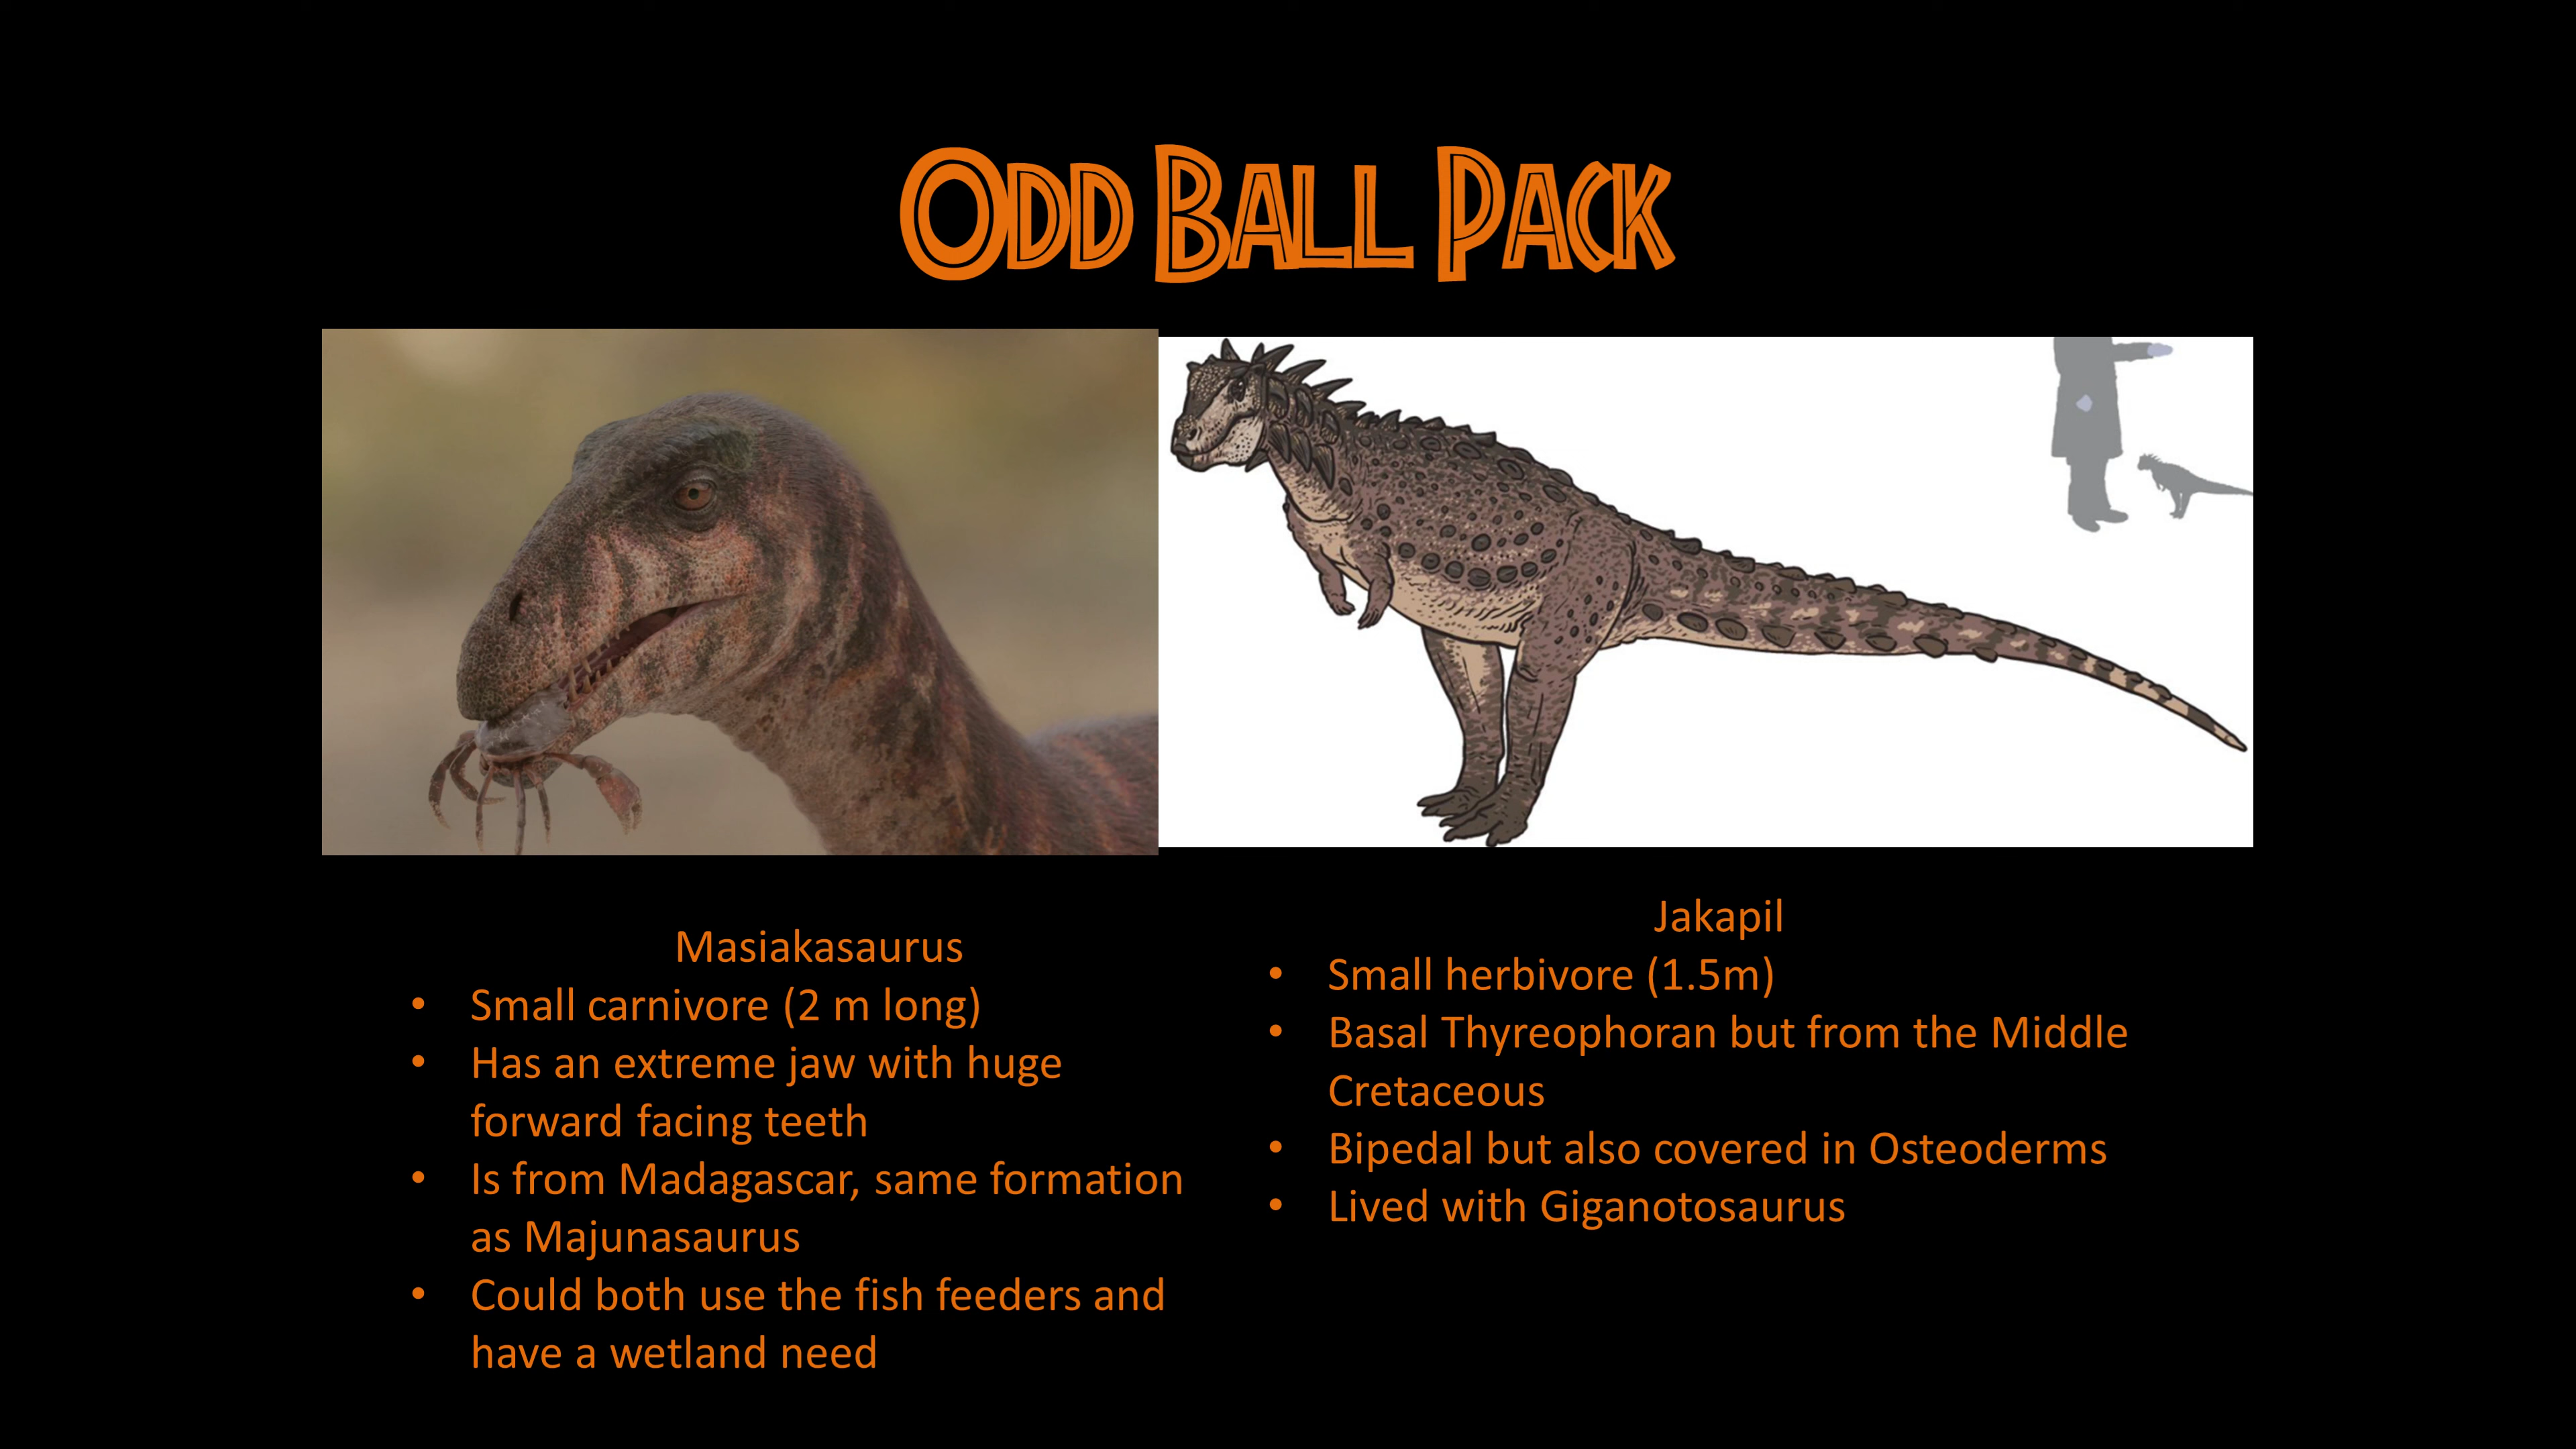 Odd Ball Pack
Masiakasaurus
• Small carnivore (2 m long)
• Has an extreme jaw with huge
forward facing teeth
• Is from Madagascar, same formation
as Majunasaurus
• Could both use the fish feeders and
have a wetland need
Jakapil
• Small herbivore (1.5m)
• Basal Thyreophoran but from the Middle
Cretaceous
• Bipedal but also covered in Osteoderms
• Lived with Giganotosaurus